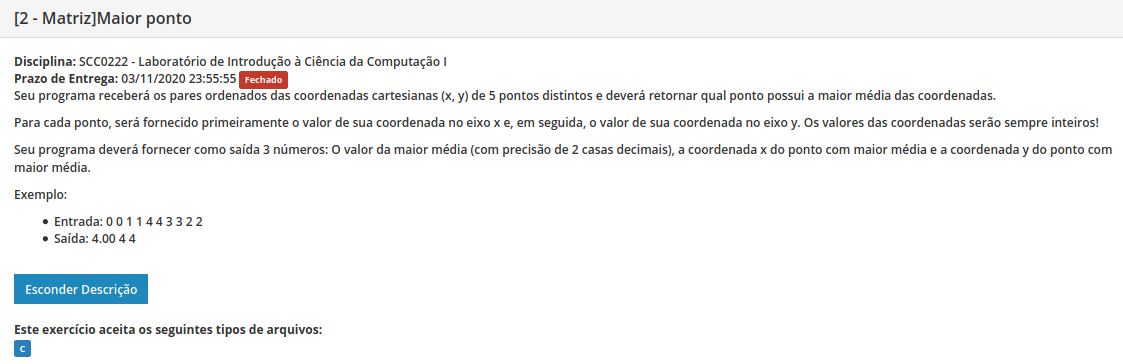 [2 - Matriz]Maior ponto
Disciplina: SCC0222 - Laboratório de Introdução à Ciência da Computação I
Prazo de Entrega: 03/11/2020 23:55:55 Fechado
Seu programa receberá os pares ordenados das coordenadas cartesianas (x, y) de 5 pontos distintos e deverá retornar qual ponto possui a maior média das coordenadas.
Para cada ponto, será fornecido primeiramente o valor de sua coordenada no eixo x e, em seguida, o valor de sua coordenada no eixo y. Os valores das coordenadas serão sempre inteiros!
Seu programa deverá fornecer como saída 3 números: O valor da maior média (com precisão de 2 casas decimais), a coordenada x do ponto com maior média e a coordenada y do ponto com
maior média.
Exemplo:
• Entrada: 0 0 1 1 4 4 3 3 2 2
• Saída: 4.00 4 4
Esconder Descrição
Este exercício aceita os seguintes tipos de arquivos:
C